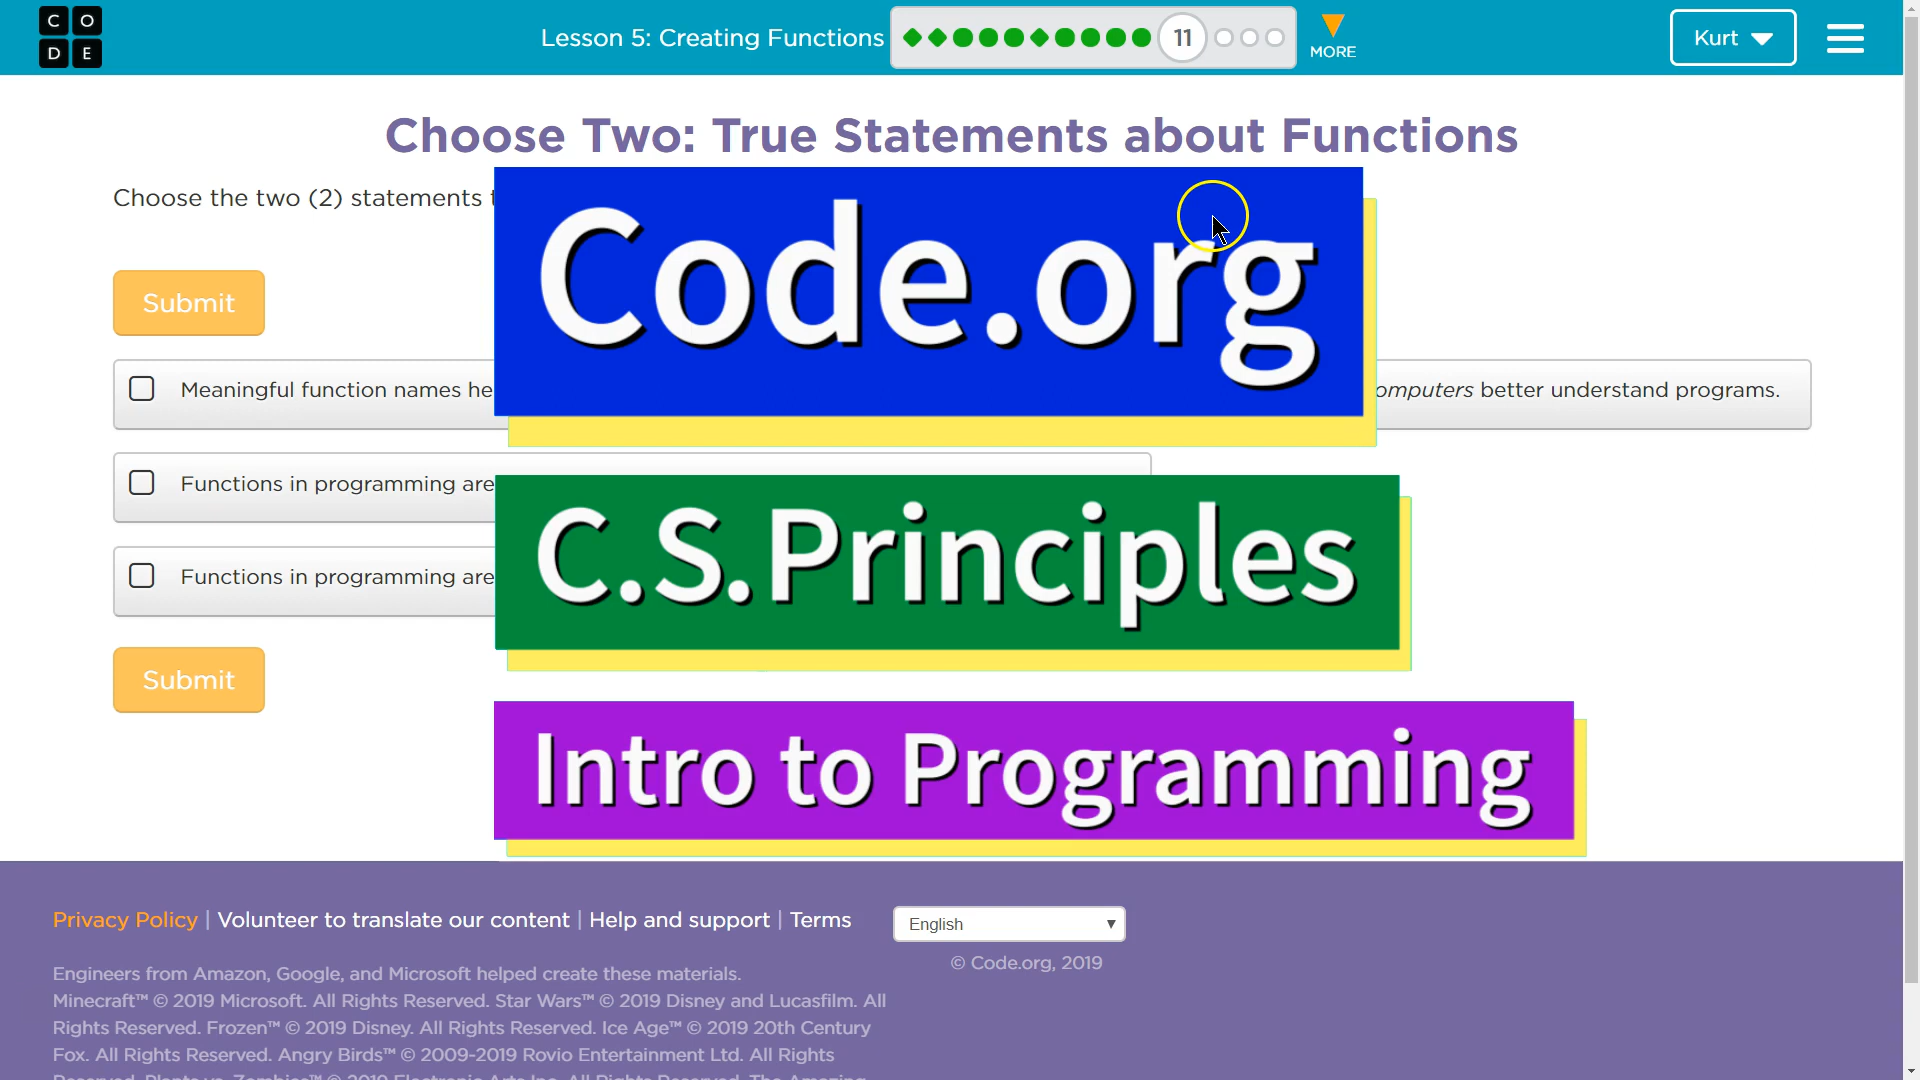 C O
D E
Lesson 5: Creating Functions
11
MORE
Kurt
Choose Two: True Statements about Functions
Choose the two (2) statements
Code.org
Submit
Meaningful function names
computers better understand programs.
Functions in programming are
C.S.Principles
Functions in programming are
Submit
Intro to Programming
Privacy Policy | Volunteer to translate our content | Help and support | Terms
English
© Code.org, 2019
Engineers from Amazon, Google, and Microsoft helped create these materials.
Minecraft™ © 2019 Microsoft. All Rights Reserved. Star Wars™ © 2019 Disney and Lucasfilm. All
Rights Reserved. Frozen™ © 2019 Disney. All Rights Reserved. Ice Age™ © 2019 20th Century
Fox. All Rights Reserved. Angry Birds™ © 2009-2019 Rovio Entertainment Ltd. All Rights